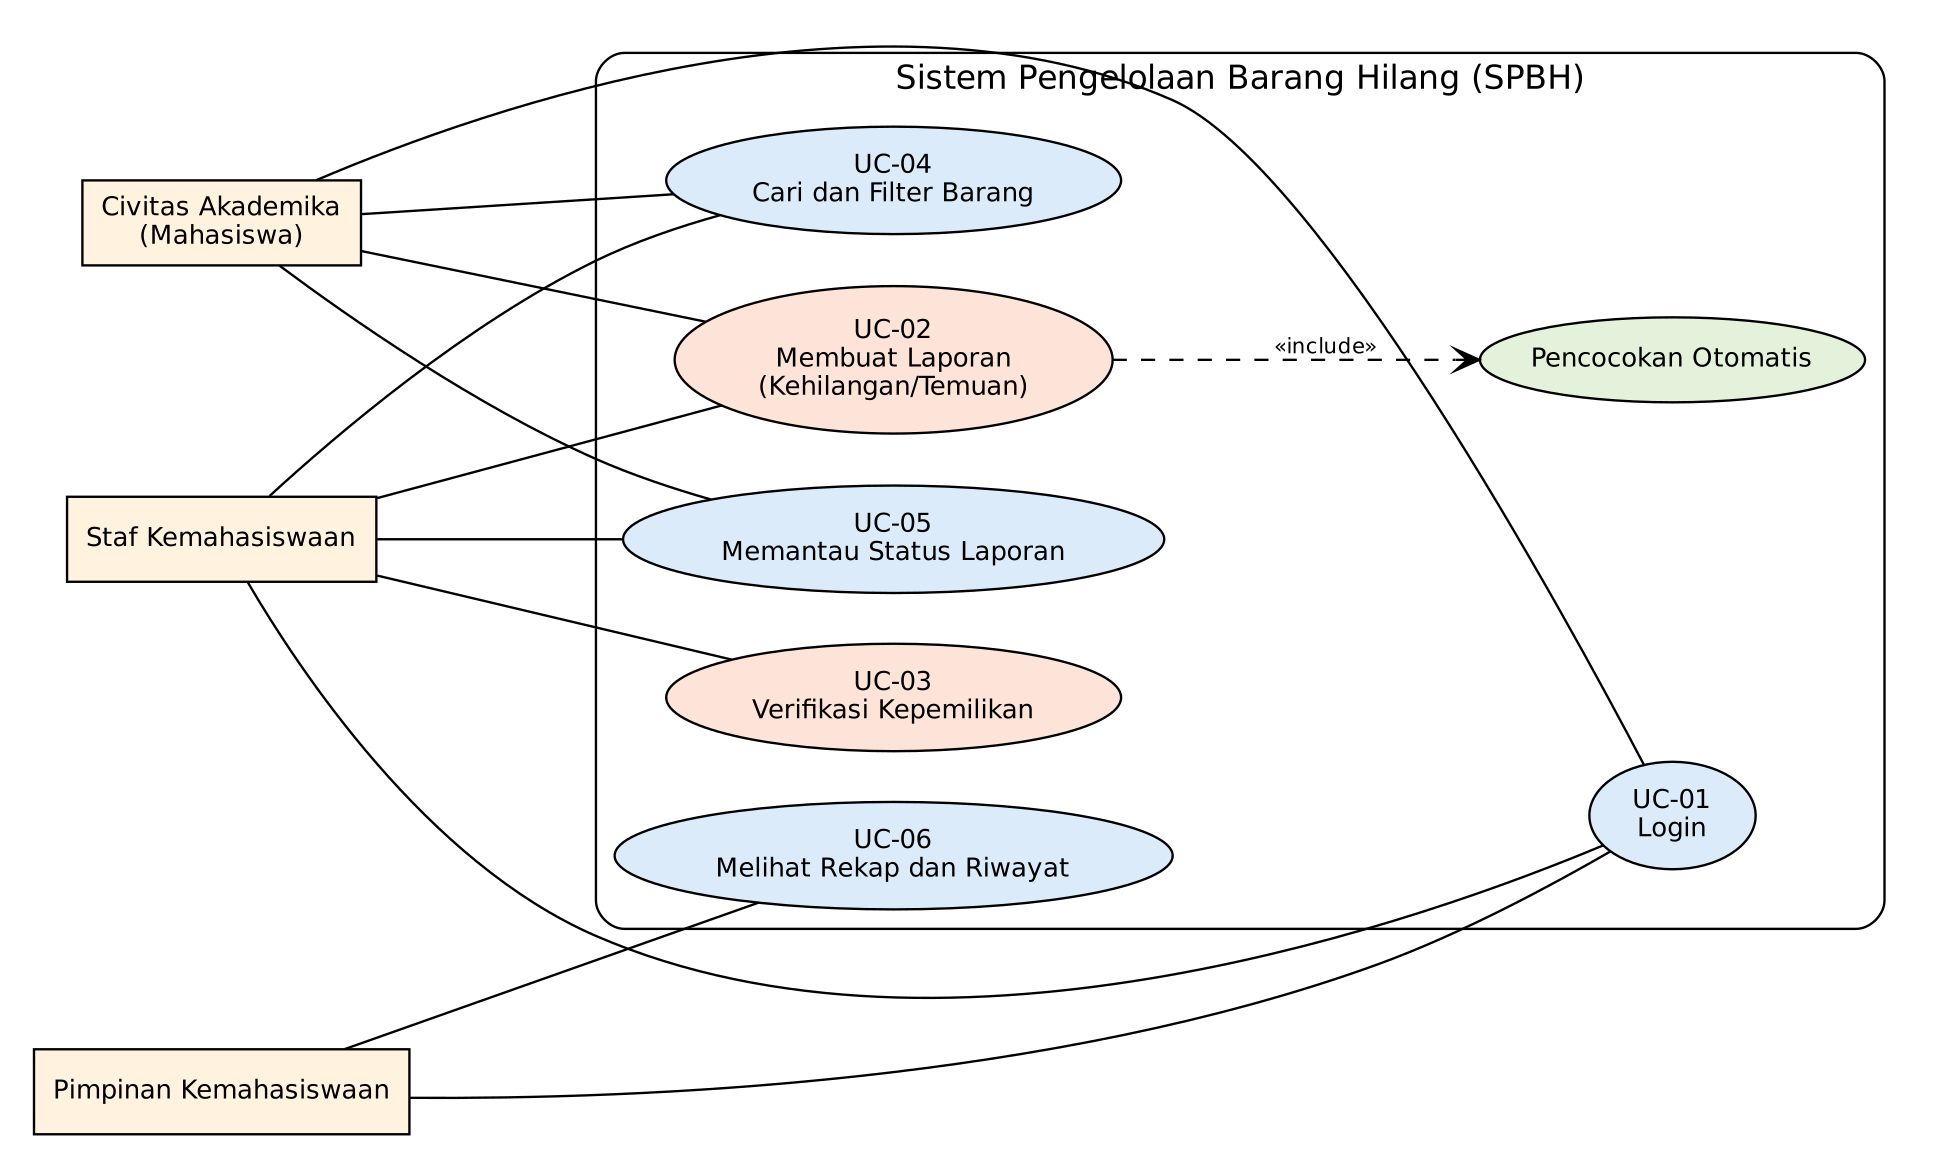 Sistem Pengelolaan Barang Hilang (SPBH)
UC-04
Cari dan Filter Barang
Civitas Akademika
(Mahasiswa)
UC-02
Membuat Laporan
(Kehilangan/Temuan)
«include»
Pencocokan Otomatis
Staf Kemahasiswaan
UC-05
Memantau Status Laporan
UC-03
Verifikasi Kepemilikan
UC-01
Login
UC-06
Melihat Rekap dan Riwayat
Pimpinan Kemahasiswaan